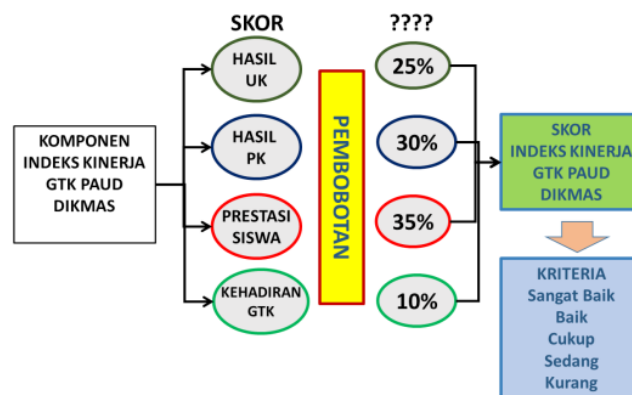 SKOR
????
HASIL
UK
25%
HASIL
PK
30%
PRESTASI
SISWA
35%
KEHADIRAN
GTK
10%
KOMPONEN
INDEKS KINERJA
GTK PAUD
DIKMAS
PEMBOBOTAN
SKOR
INDEKS KINERJA
GTK PAUD
DIKMAS
KRITERIA
Sangat Baik
Baik
Cukup
Sedang
Kurang